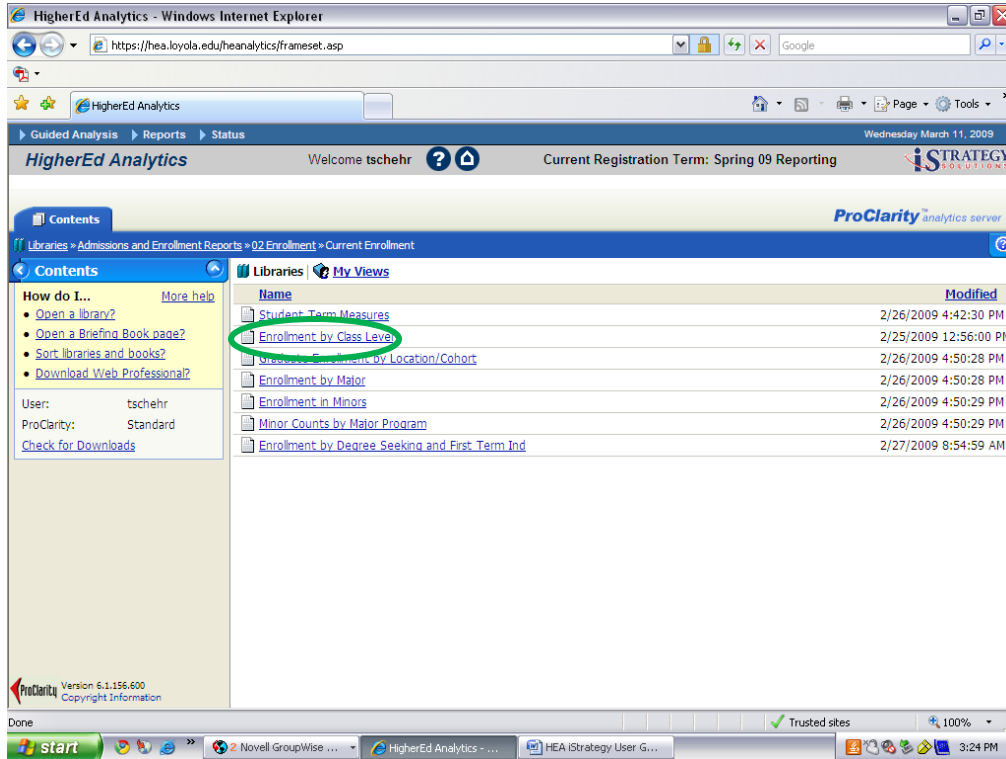 HigherEd Analytics - Windows Internet Explorer
https://hea.loyola.edu/heanalytics/frameset.asp
Google
HigherEd Analytics
Page
Tools
Guided Analysis Reports Status
Wednesday March 11, 2009
HigherEd Analytics
Welcome tschehr
Current Registration Term: Spring 09 Reporting
iSTRATEGY
SOLUTIONS
Contents
ProClarity™ analytics server
Libraries » Admissions and Enrollment Reports » 02 Enrollment » Current Enrollment
Contents
Libraries | My Views
How do I... More help
• Open a library?
• Open a Briefing Book page?
• Sort libraries and books?
• Download Web Professional?
User: tschehr
ProClarity: Standard
Check for Downloads
Name Modified
Student Term Measures 2/26/2009 4:42:30 PM
Enrollment by Class Level 2/25/2009 12:56:00 PM
Graduate Enrollment by Location/Cohort 2/26/2009 4:50:28 PM
Enrollment by Major 2/26/2009 4:50:28 PM
Enrollment in Minors 2/26/2009 4:50:29 PM
Minor Counts by Major Program 2/26/2009 4:50:29 PM
Enrollment by Degree Seeking and First Term Ind 2/27/2009 8:54:59 AM
ProClarity
Version 6.1.156.600
Copyright Information
Done
Trusted sites
100%
start
2 Novell GroupWise ...
HigherEd Analytics - ...
HEA iStrategy User G...
3:24 PM